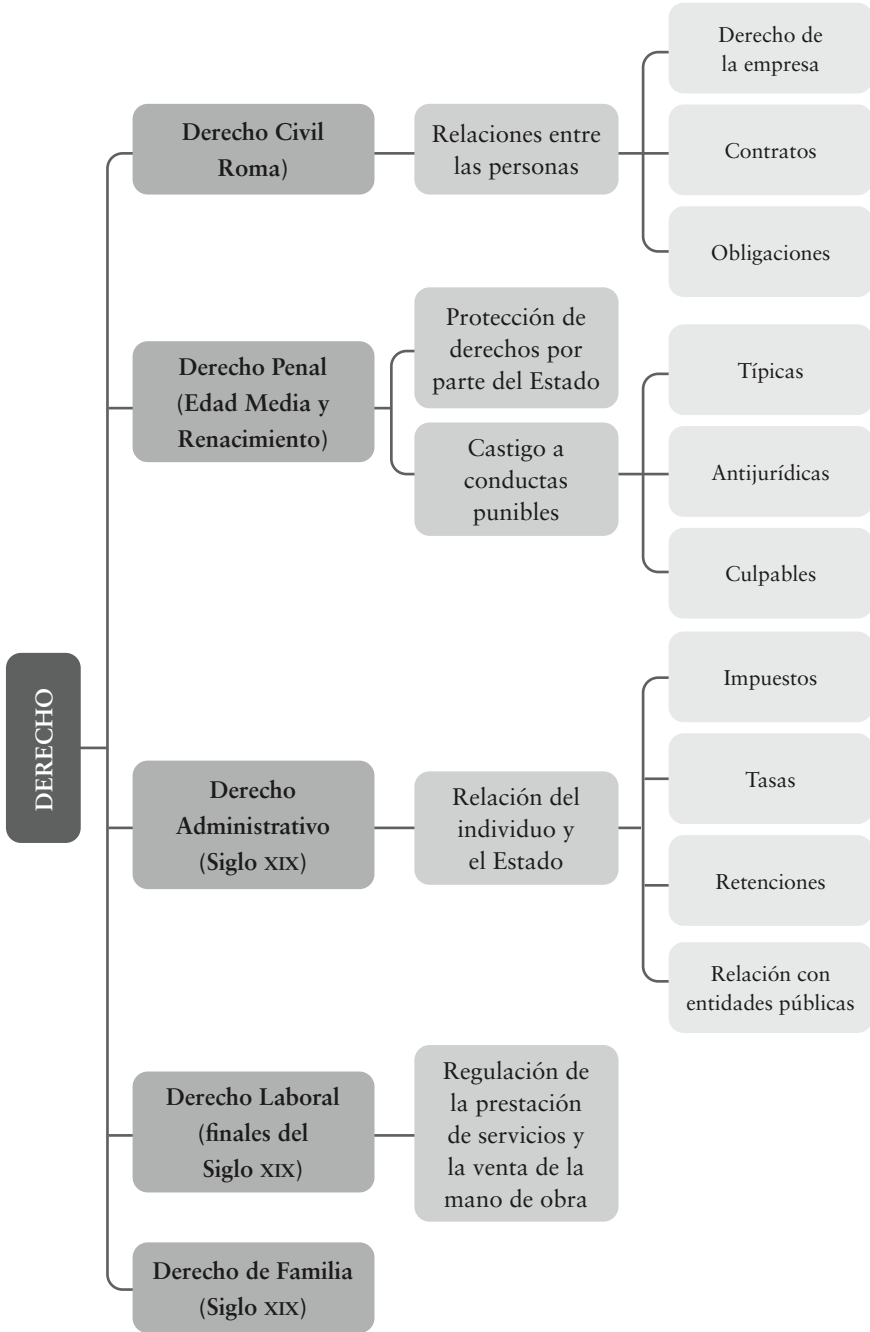 DERECHO
Derecho Civil
Roma)
Relaciones entre
las personas
Derecho de
la empresa
Contratos
Obligaciones
Derecho Penal
(Edad Media y
Renacimiento)
Protección de
derechos por
parte del Estado
Castigo a
conductas
punibles
Típicas
Antijurídicas
Culpables
Derecho
Administrativo
(Siglo XIX)
Relación del
individuo y
el Estado
Impuestos
Tasas
Retenciones
Relación con
entidades públicas
Derecho Laboral
(finales del
Siglo XIX)
Regulación de
la prestación
de servicios y
la venta de la
mano de obra
Derecho de Familia
(Siglo XIX)